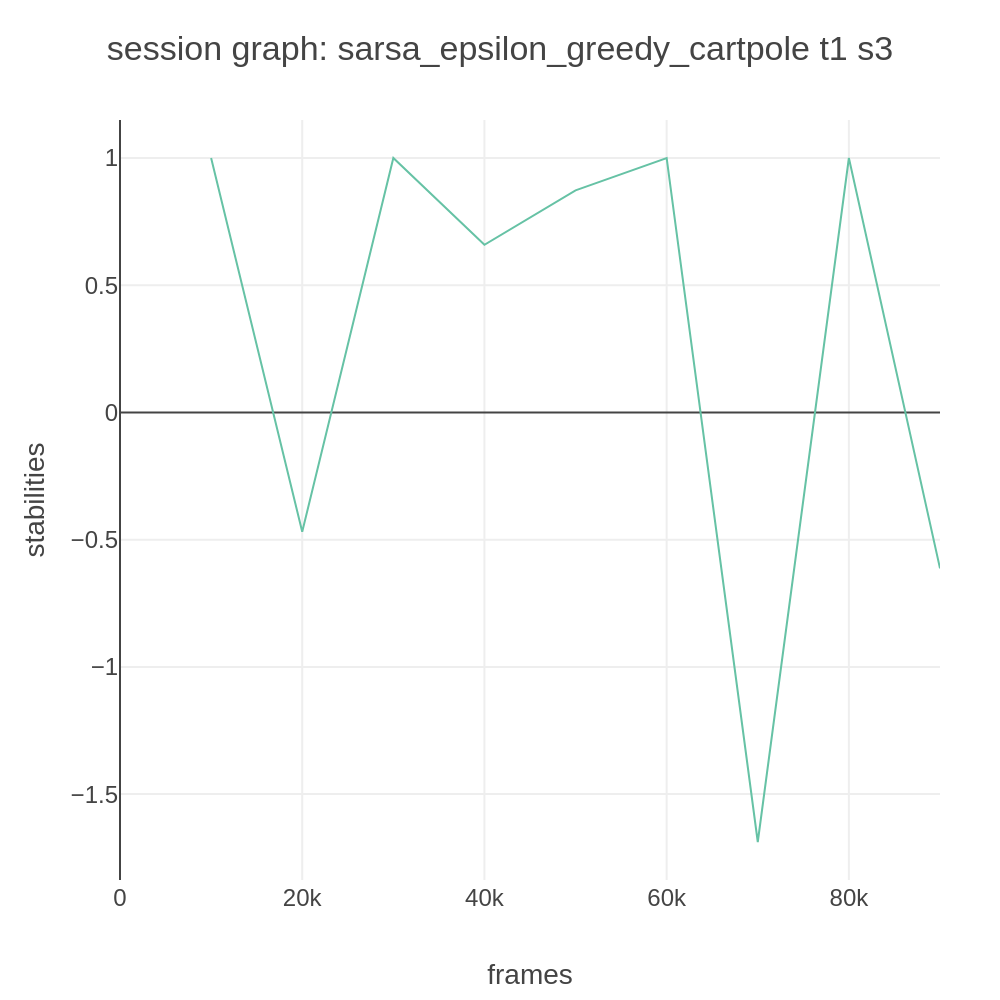 session graph: sarsa_epsilon_greedy_cartpole t1 s3
1
0.5
0
−0.5
−1
−1.5
stabilities
0 20k 40k 60k 80k
frames